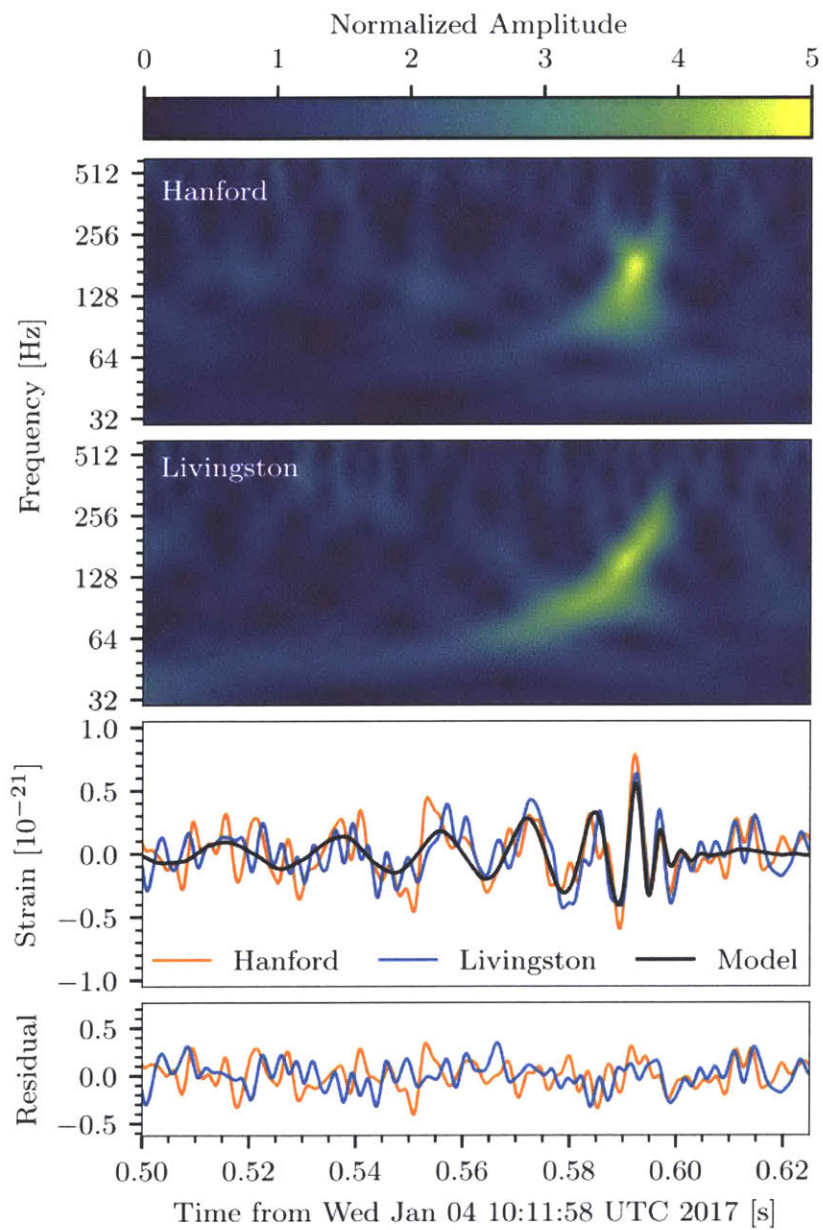 Normalized Amplitude
0 1 2 3 4 5
Hanford
512
256
128
64
32
Frequency [Hz]
Livingston
512
256
128
64
32
Strain [10⁻²¹]
1.0
0.5
0.0
−0.5
−1.0
Hanford Livingston Model
Residual
0.5
0.0
−0.5
0.50 0.52 0.54 0.56 0.58 0.60 0.62
Time from Wed Jan 04 10:11:58 UTC 2017 [s]